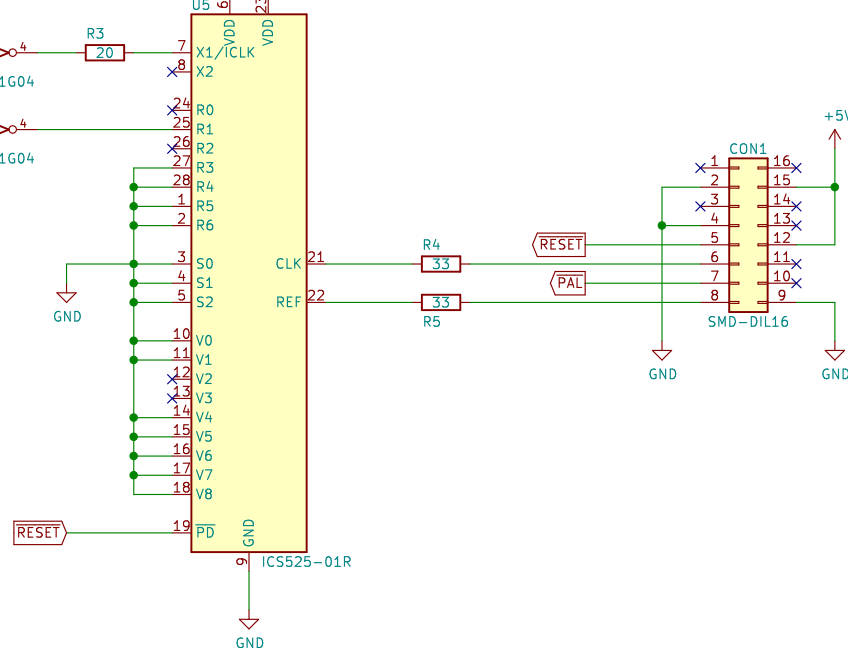 U5
6
VDD
23
VDD
R3
20
4
1G04
4
1G04
7 X1/ICLK
8 X2
24 R0
25 R1
26 R2
27 R3
28 R4
1 R5
2 R6
3 S0
4 S1
5 S2
10 V0
11 V1
12 V2
13 V3
14 V4
15 V5
16 V6
17 V7
18 V8
19 PD
RESET
GND
CLK 21
REF 22
GND
9
ICS525-01R
GND
R4
33
33
R5
RESET
PAL
CON1
1 16
2 15
3 14
4 13
5 12
6 11
7 10
8 9
SMD-DIL16
GND
+5V
GND